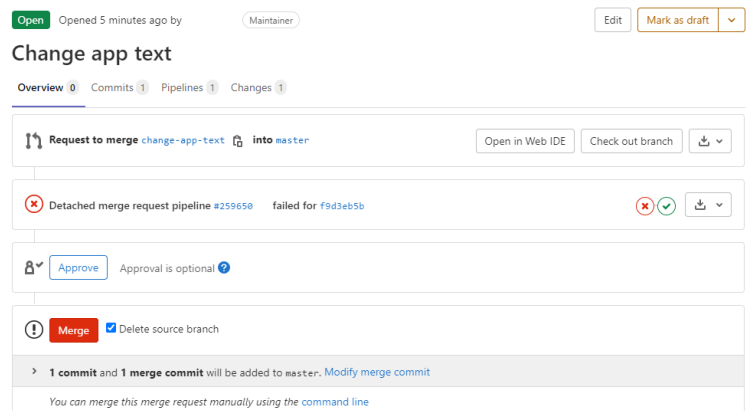 Open Opened 5 minutes ago by Maintainer Edit Mark as draft
Change app text
Overview 0 Commits 1 Pipelines 1 Changes 1
Request to merge change-app-text into master Open in Web IDE Check out branch
Detached merge request pipeline #259650 failed for f9d3eb5b
Approve Approval is optional ?
Merge Delete source branch
1 commit and 1 merge commit will be added to master. Modify merge commit
You can merge this merge request manually using the command line